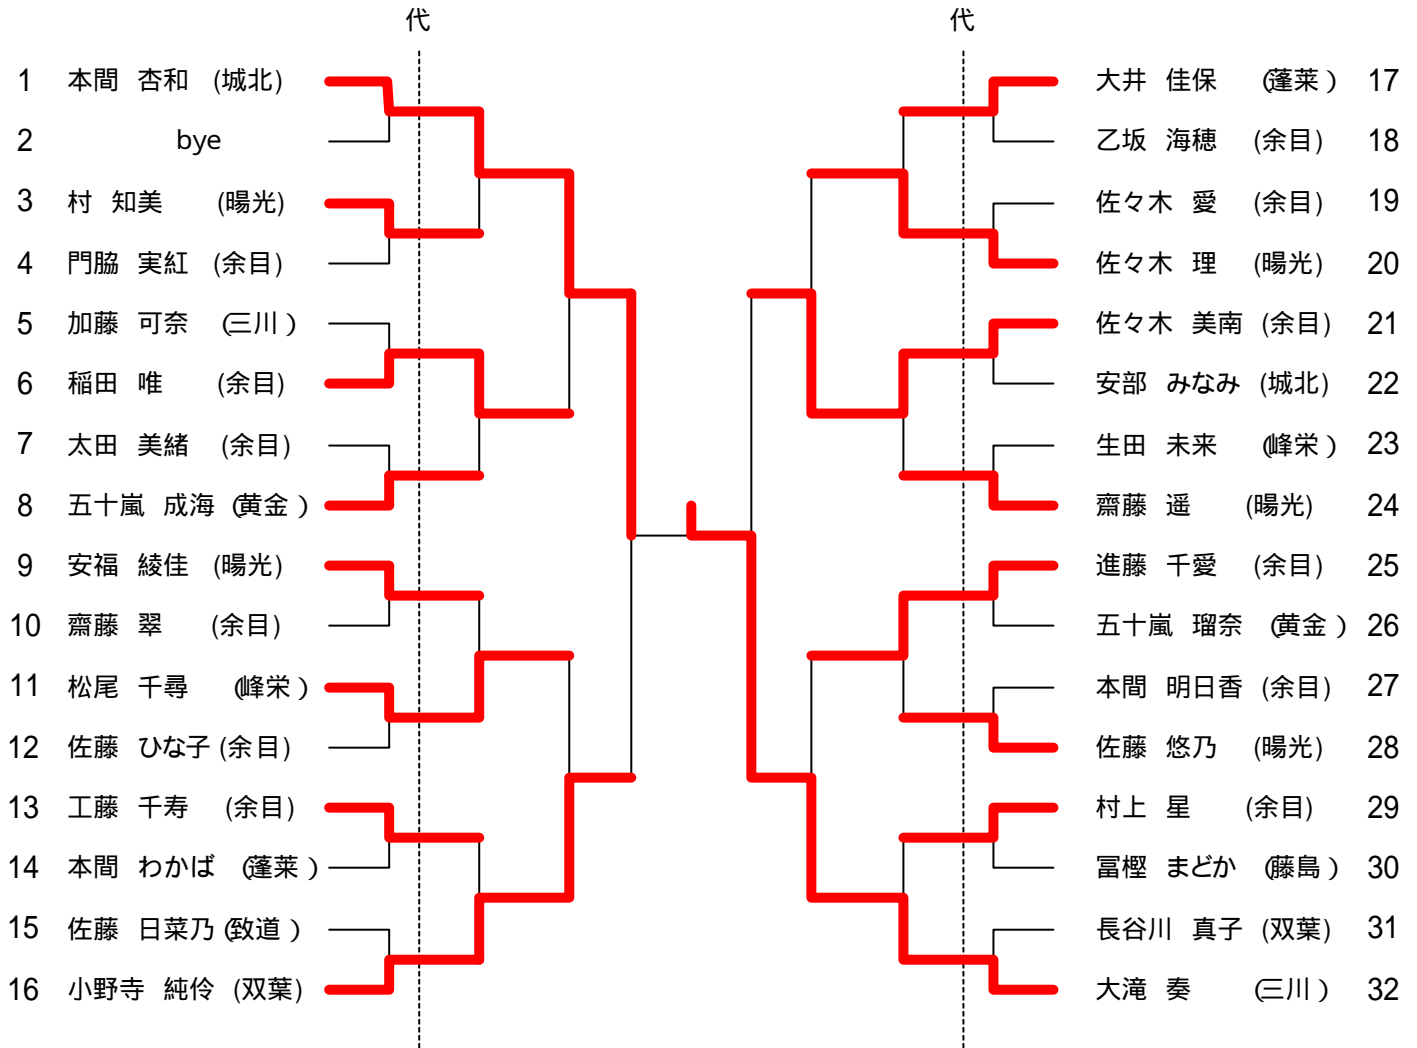 代 代
1 本間 杏和 (城北)
2 bye
3 村 知美 (暘光)
4 門脇 実紅 (余目)
5 加藤 可奈 (三川)
6 稲田 唯 (余目)
7 太田 美緒 (余目)
8 五十嵐 成海 (黄金)
9 安福 綾佳 (暘光)
10 齋藤 翠 (余目)
11 松尾 千尋 (峰栄)
12 佐藤 ひな子 (余目)
13 工藤 千寿 (余目)
14 本間 わかば (蓬莱)
15 佐藤 日菜乃 (致道)
16 小野寺 純伶 (双葉)
大井 佳保 (蓬莱) 17
乙坂 海穂 (余目) 18
佐々木 愛 (余目) 19
佐々木 理 (暘光) 20
佐々木 美南 (余目) 21
安部 みなみ (城北) 22
生田 未来 (峰栄) 23
齋藤 遥 (暘光) 24
進藤 千愛 (余目) 25
五十嵐 瑠奈 (黄金) 26
本間 明日香 (余目) 27
佐藤 悠乃 (暘光) 28
村上 星 (余目) 29
冨樫 まどか (藤島) 30
長谷川 真子 (双葉) 31
大滝 奏 (三川) 32